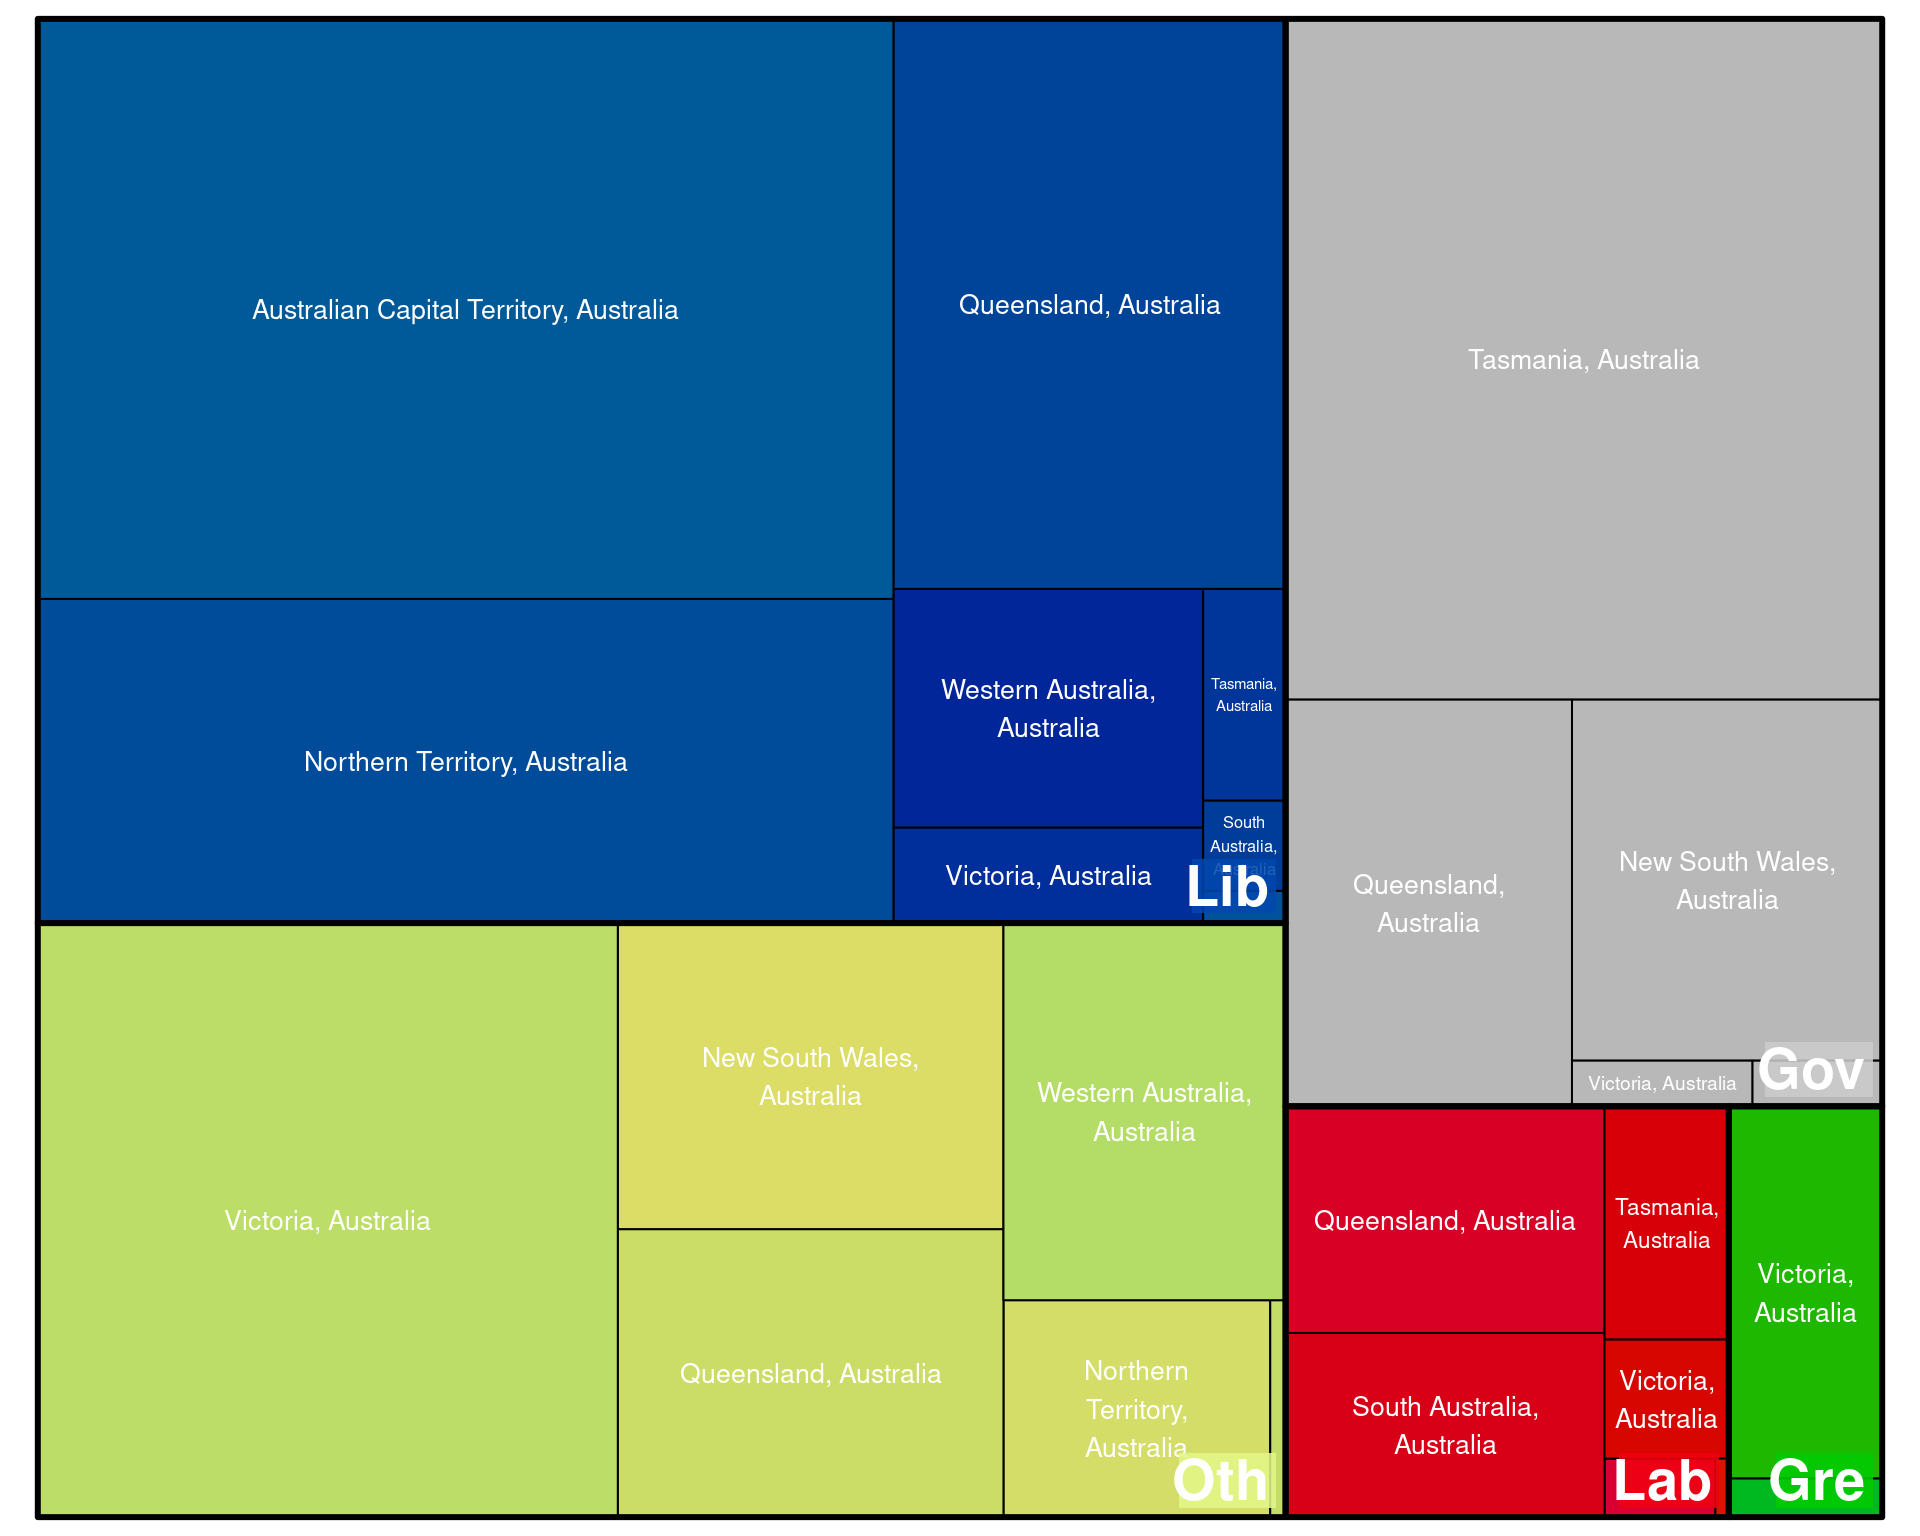 Australian Capital Territory, Australia
Northern Territory, Australia
Queensland, Australia
Western Australia,
Australia
Tasmania,
Australia
Victoria, Australia
South
Australia,
Australia
Lib
Tasmania, Australia
Queensland,
Australia
New South Wales,
Australia
Victoria, Australia
Gov
Victoria, Australia
New South Wales,
Australia
Queensland, Australia
Western Australia,
Australia
Northern
Territory,
Australia
Oth
Queensland, Australia
South Australia,
Australia
Tasmania,
Australia
Victoria,
Australia
Lab
Victoria,
Australia
Gre